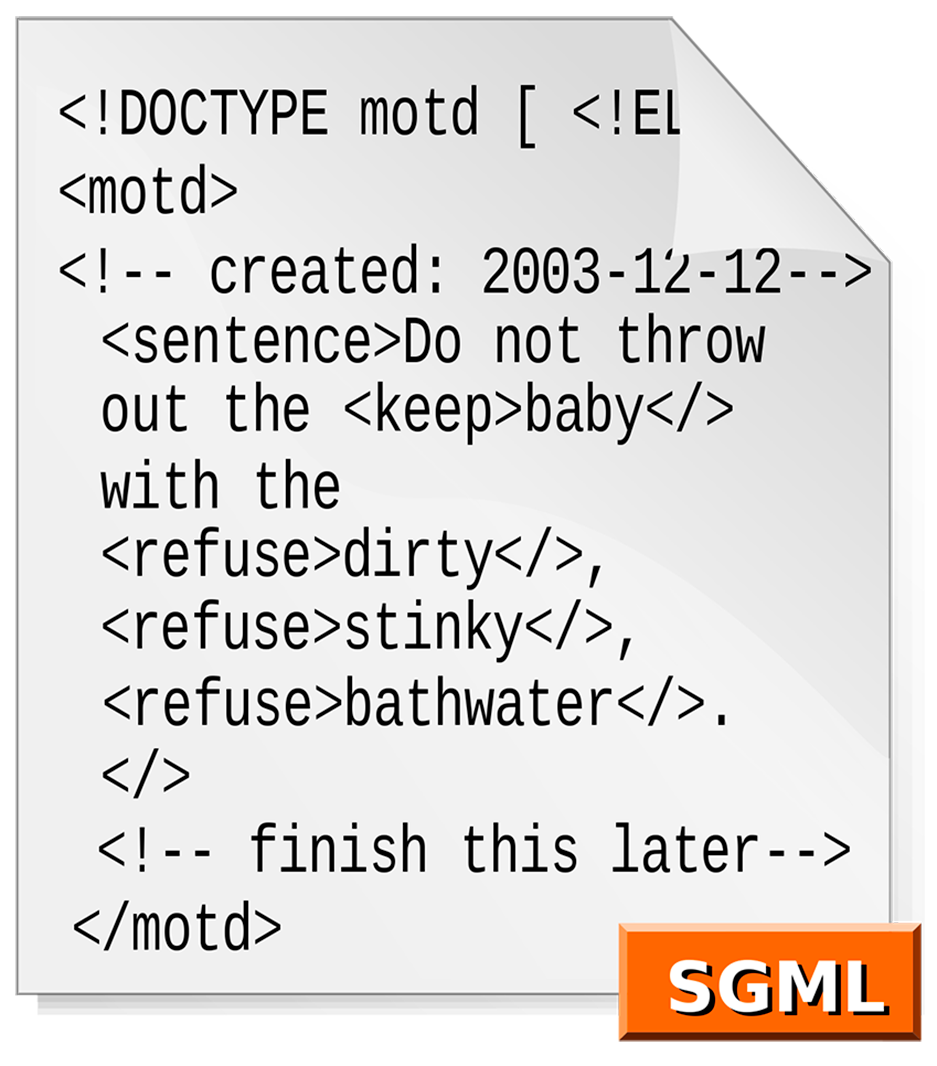 <!DOCTYPE motd [ <!EL
<motd>
<!-- created: 2003-12-12-->
<sentence>Do not throw
out the <keep>baby</>
with the
<refuse>dirty</>,
<refuse>stinky</>,
<refuse>bathwater</>.
</>
<!-- finish this later-->
</motd>
SGML